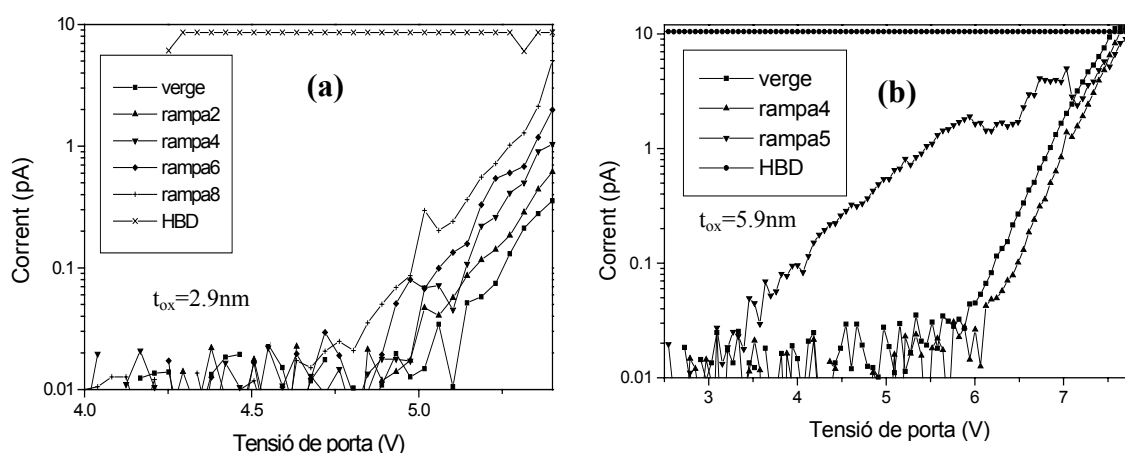 10
1
0.1
0.01
4.0
4.5
5.0
Corrent (pA)
Tensió de porta (V)
(a)
verge
rampa2
rampa4
rampa6
rampa8
HBD
tox=2.9nm
10
1
0.1
0.01
3
4
5
6
7
Corrent (pA)
Tensió de porta (V)
(b)
verge
rampa4
rampa5
HBD
tox=5.9nm